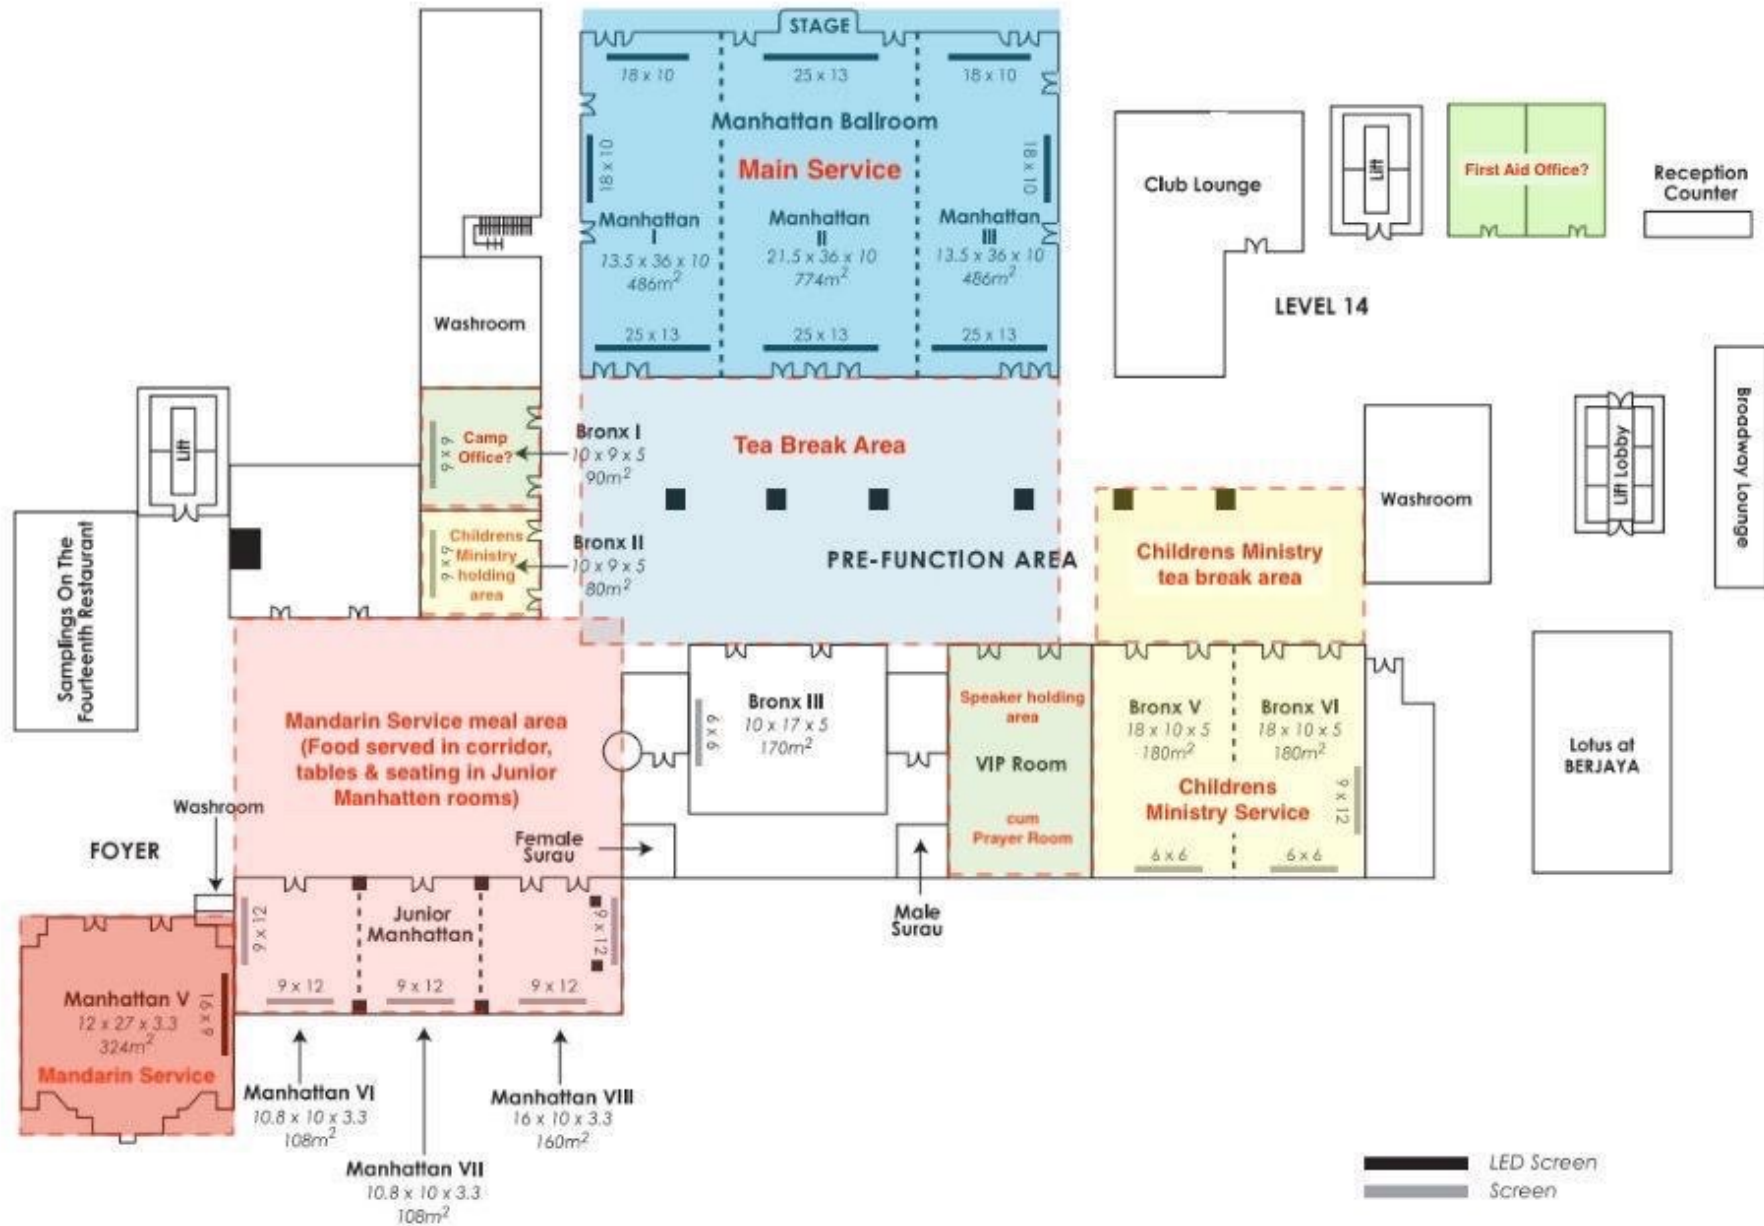 STAGE
18 x 10
25 x 13
18 x 10
Manhattan Ballroom
Main Service
18 x 10
18 x 10
Manhattan
I
13.5 x 36 x 10
486m²
Manhattan
II
21.5 x 36 x 10
774m²
Manhattan
III
13.5 x 36 x 10
486m²
25 x 13
25 x 13
25 x 13
Club Lounge
Lift
First Aid Office?
Reception
Counter
LEVEL 14
Washroom
Lift
9 x 9
Camp
Office?
Bronx I
10 x 9 x 5
90m²
Tea Break Area
Washroom
Lift Lobby
Broadway Lounge
Samplings On The
Fourteenth Restaurant
9 x 9
Childrens
Ministry
holding
area
Bronx II
10 x 9 x 5
80m²
PRE-FUNCTION AREA
Childrens Ministry
tea break area
Mandarin Service meal area
(Food served in corridor,
tables & seating in Junior
Manhatten rooms)
9 x 9
Bronx III
10 x 17 x 5
170m²
Speaker holding
area
VIP Room
cum
Prayer Room
Bronx V
18 x 10 x 5
180m²
Bronx VI
18 x 10 x 5
180m²
Childrens
Ministry Service
9 x 12
6 x 6
6 x 6
Lotus at
BERJAYA
Washroom
FOYER
Female
Surau
Male
Surau
9 x 12
Junior
Manhattan
9 x 12
9 x 12
9 x 12
9 x 12
Manhattan V
12 x 27 x 3.3
324m²
16 x 9
Mandarin Service
Manhattan VI
10.8 x 10 x 3.3
108m²
Manhattan VII
10.8 x 10 x 3.3
108m²
Manhattan VIII
16 x 10 x 3.3
160m²
LED Screen
Screen